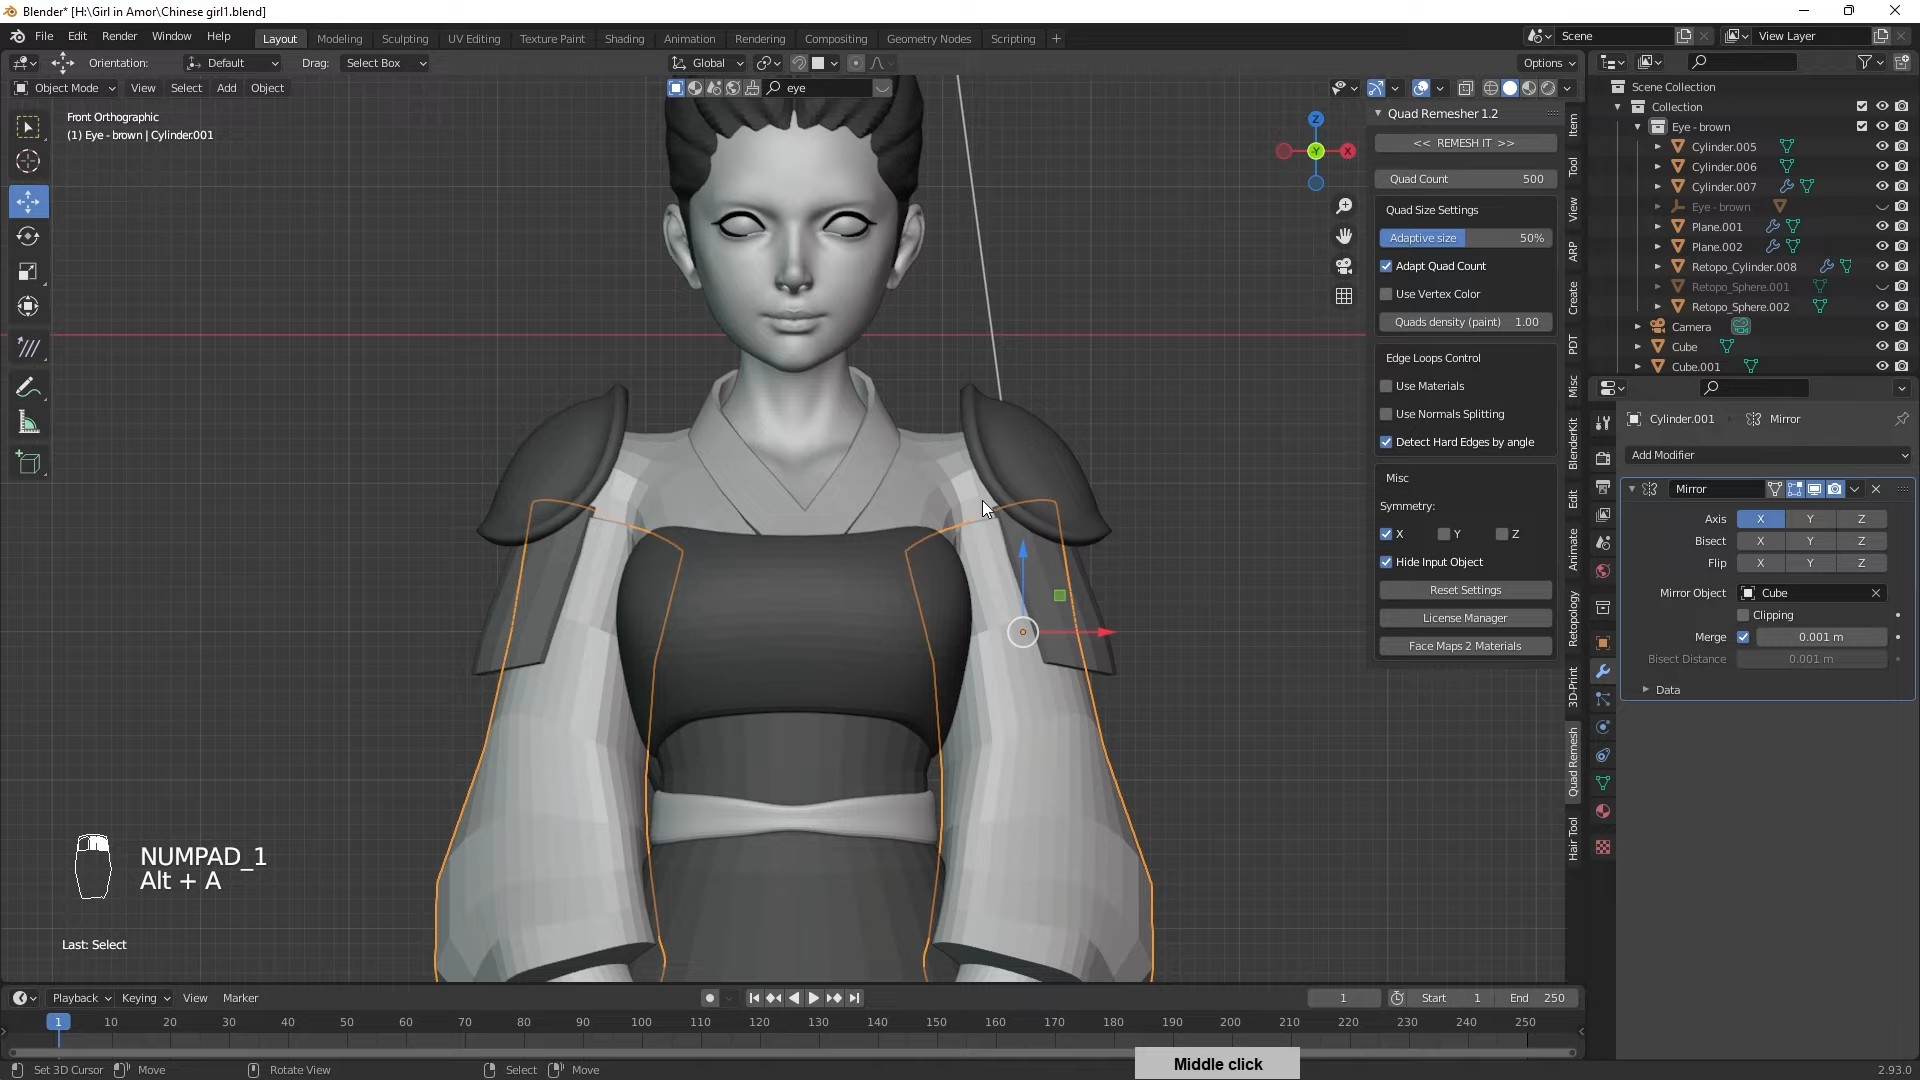 Blender* [H:\Girl in Amor\Chinese girl1.blend]
File Edit Render Window Help
Layout Modeling Sculpting UV Editing Texture Paint Shading Animation Rendering Compositing Geometry Nodes Scripting +
Scene
View Layer
Orientation: Default Drag: Select Box
Global
Options
Object Mode View Select Add Object
eye
Front Orthographic
(1) Eye - brown | Cylinder.001
Z
X
Y
Quad Remesher 1.2
<< REMESH IT >>
Quad Count 500
Quad Size Settings
Adaptive size 50%
Adapt Quad Count
Use Vertex Color
Quads density (paint) 1.00
Edge Loops Control
Use Materials
Use Normals Splitting
Detect Hard Edges by angle
Misc
Symmetry:
X Y Z
Hide Input Object
Reset Settings
License Manager
Face Maps 2 Materials
Item
Tool
View
ARP
Create
PDT
Misc
BlenderKit
Edit
Animate
Retopology
3D-Print
Quad Remesh
Hair Tool
Scene Collection
Collection
Eye - brown
Cylinder.005
Cylinder.006
Cylinder.007
Eye - brown
Plane.001
Plane.002
Retopo_Cylinder.008
Retopo_Sphere.001
Retopo_Sphere.002
Camera
Cube
Cube.001
Cylinder.001 Mirror
Add Modifier
Mirror
Axis X Y Z
Bisect X Y Z
Flip X Y Z
Mirror Object Cube
Clipping
Merge 0.001 m
Bisect Distance 0.001 m
Data
NUMPAD_1
Alt + A
Last: Select
Playback Keying View Marker
1 Start 1 End 250
1 10 20 30 40 50 60 70 80 90 100 110 120 130 140 150 160 170 180 190 200 210 220 230 240 250
Set 3D Cursor Move Rotate View Select Move
Middle click
2.93.0